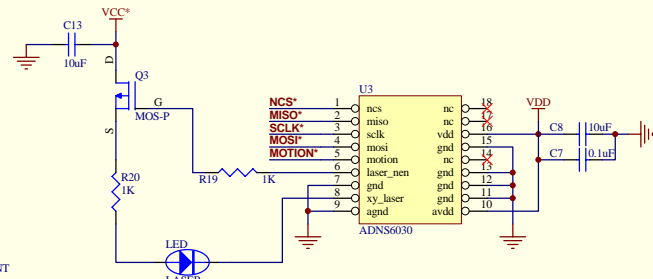 VCC*
C13
10uF
D
Q3
G
MOS-P
S
R20
1K
R19
1K
LED
LASER
NT
U3
NCS*
1
ncs
nc
18
MISO*
2
miso
nc
17
SCLK*
3
sclk
vdd
16
MOSI*
4
mosi
gnd
15
MOTION*
5
motion
nc
14
6
laser_nen
gnd
13
7
gnd
gnd
12
8
xy_laser
gnd
11
9
agnd
avdd
10
ADNS6030
VDD
C8
10uF
C7
0.1uF